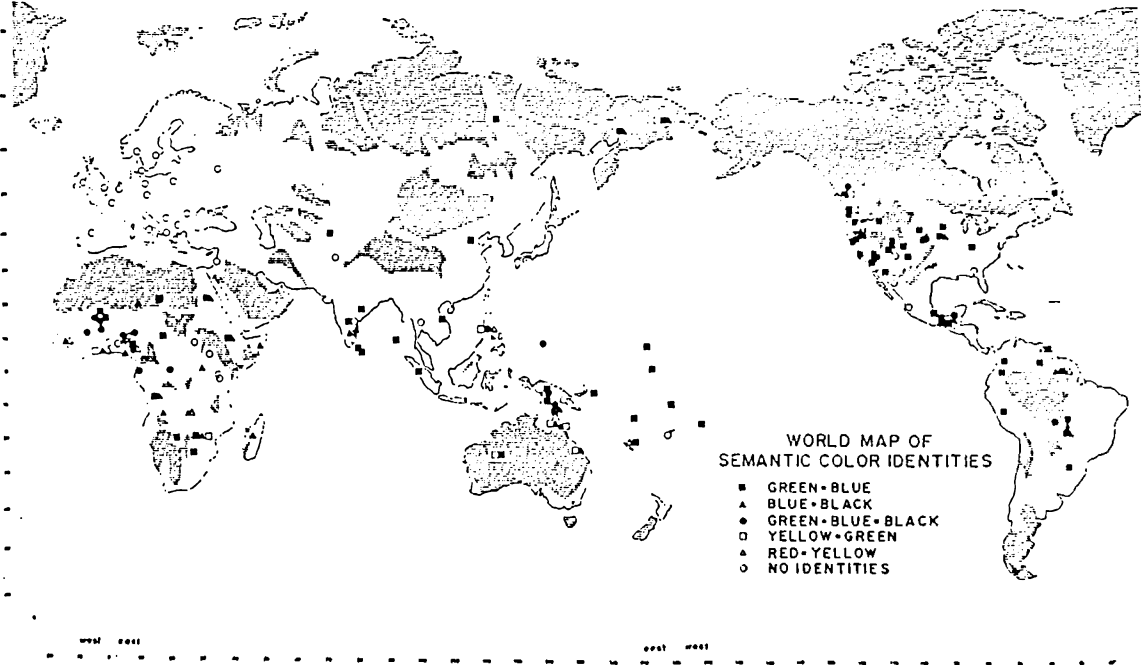 WORLD MAP OF
SEMANTIC COLOR IDENTITIES
GREEN=BLUE
BLUE=BLACK
GREEN=BLUE=BLACK
YELLOW=GREEN
RED=YELLOW
NO IDENTITIES
west east
east west